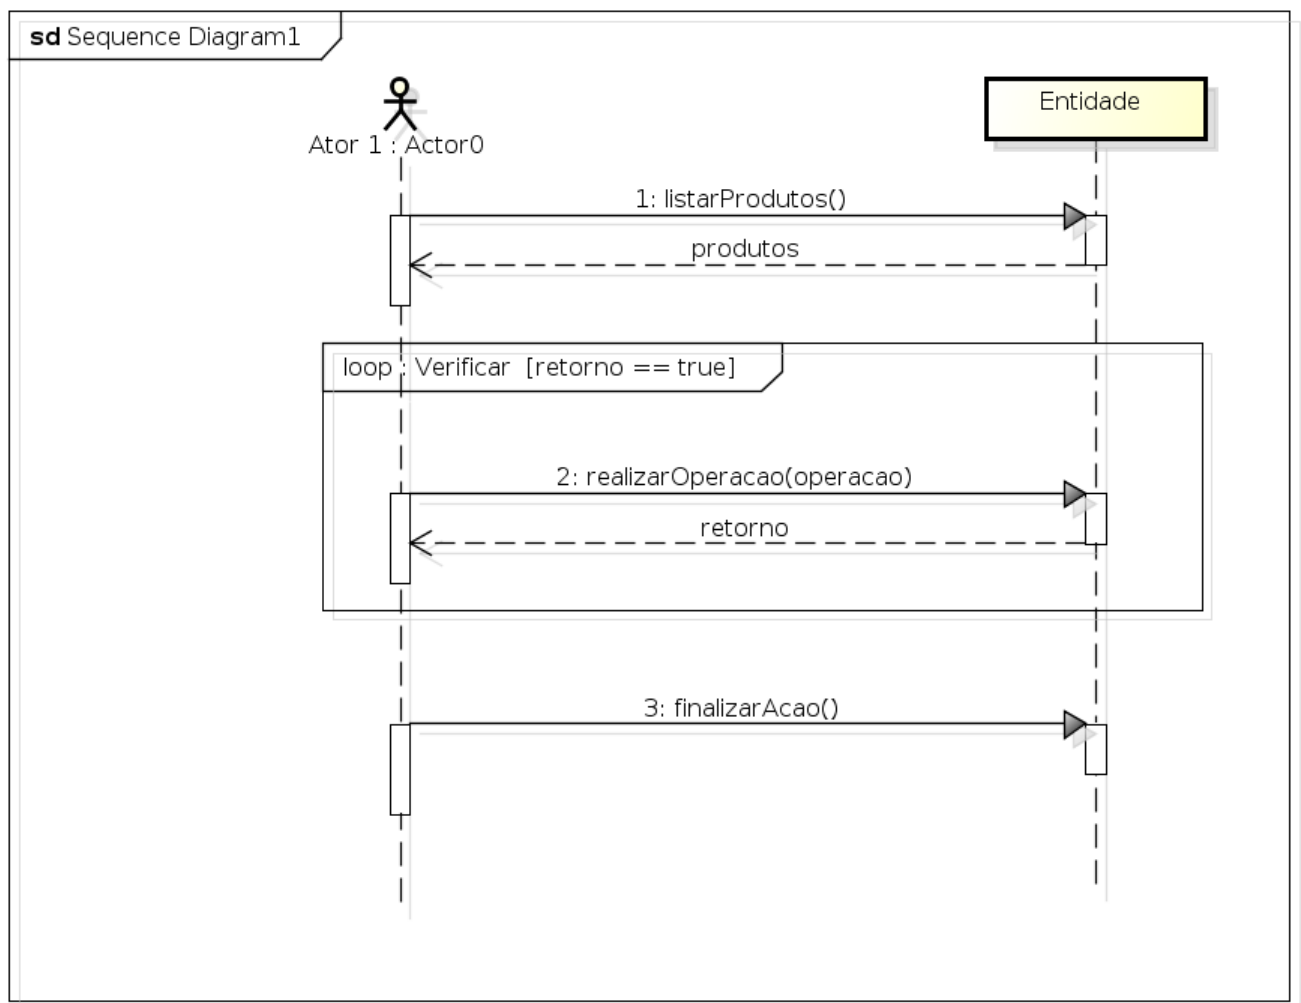 sd Sequence Diagram1
Entidade
Ator 1 : Actor0
1: listarProdutos()
produtos
loop : Verificar [retorno == true]
2: realizarOperacao(operacao)
retorno
3: finalizarAcao()